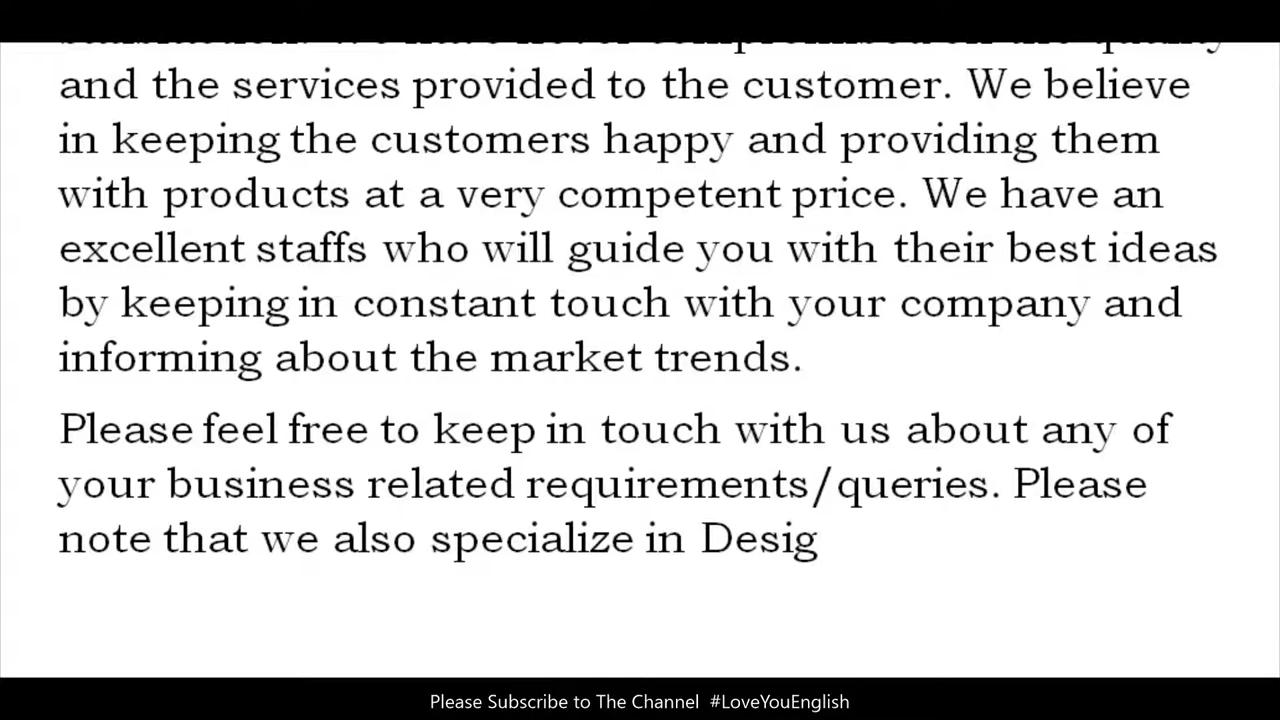 and the services provided to the customer. We believe
in keeping the customers happy and providing them
with products at a very competent price. We have an
excellent staffs who will guide you with their best ideas
by keeping in constant touch with your company and
informing about the market trends.
Please feel free to keep in touch with us about any of
your business related requirements/queries. Please
note that we also specialize in Desig
Please Subscribe to The Channel #LoveYouEnglish